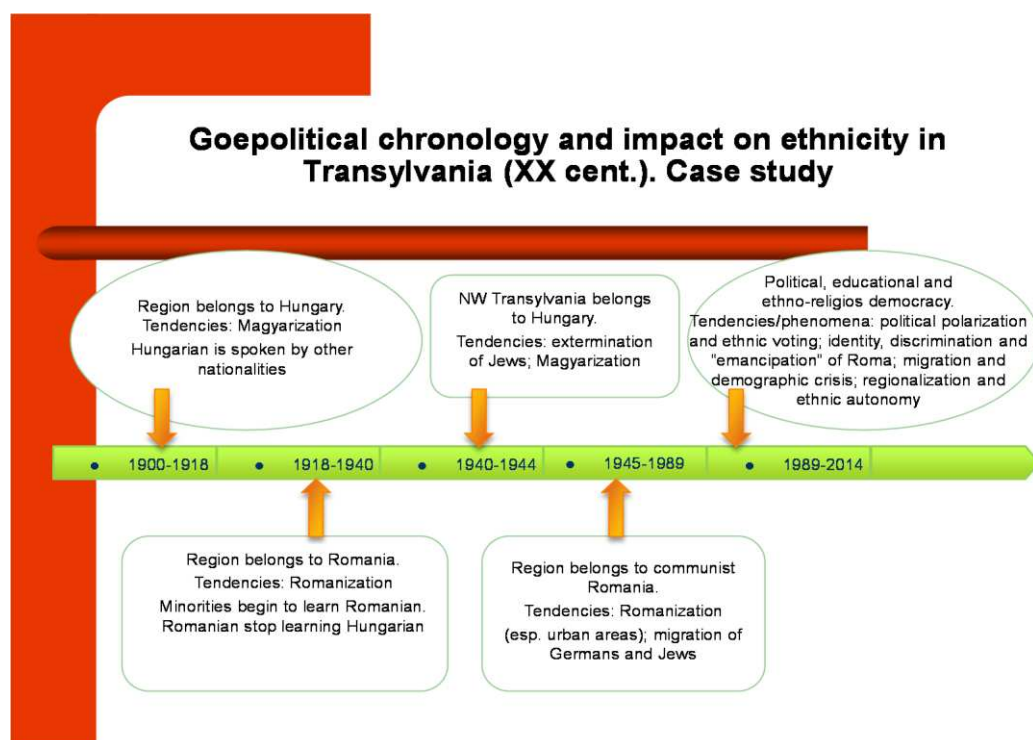 Goepolitical chronology and impact on ethnicity in
Transylvania (XX cent.). Case study
Region belongs to Hungary.
Tendencies: Magyarization
Hungarian is spoken by other
nationalities
NW Transylvania belongs
to Hungary.
Tendencies: extermination
of Jews; Magyarization
Political, educational and
ethno-religios democracy.
Tendencies/phenomena: political polarization
and ethnic voting; identity, discrimination and
"emancipation" of Roma; migration and
demographic crisis; regionalization and
ethnic autonomy
• 1900-1918
• 1918-1940
• 1940-1944
• 1945-1989
• 1989-2014
Region belongs to Romania.
Tendencies: Romanization
Minorities begin to learn Romanian.
Romanian stop learning Hungarian
Region belongs to communist
Romania.
Tendencies: Romanization
(esp. urban areas); migration of
Germans and Jews